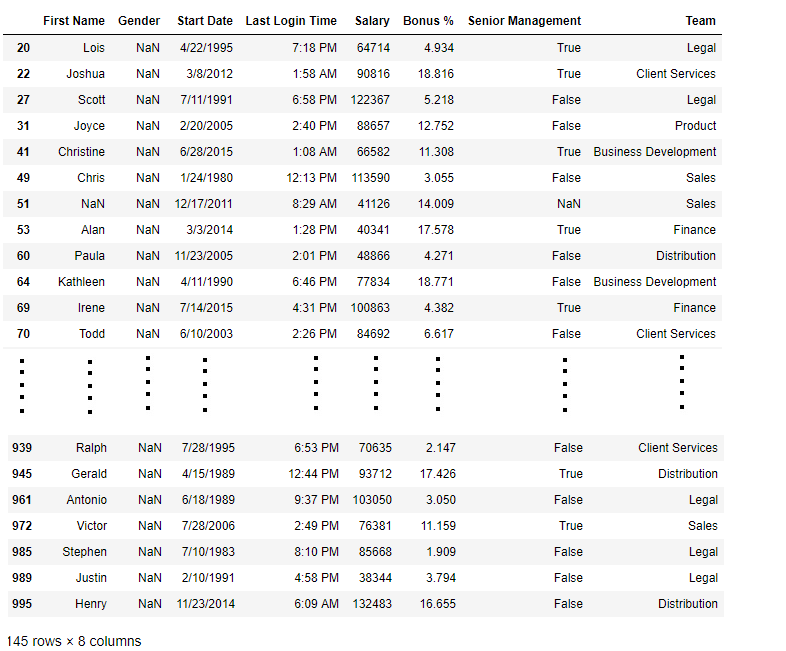 First Name Gender Start Date Last Login Time Salary Bonus % Senior Management Team
20 Lois NaN 4/22/1995 7:18 PM 64714 4.934 True Legal
22 Joshua NaN 3/8/2012 1:58 AM 90816 18.816 True Client Services
27 Scott NaN 7/11/1991 6:58 PM 122367 5.218 False Legal
31 Joyce NaN 2/20/2005 2:40 PM 88657 12.752 False Product
41 Christine NaN 6/28/2015 1:08 AM 66582 11.308 True Business Development
49 Chris NaN 1/24/1980 12:13 PM 113590 3.055 False Sales
51 NaN NaN 12/17/2011 8:29 AM 41126 14.009 NaN Sales
53 Alan NaN 3/3/2014 1:28 PM 40341 17.578 True Finance
60 Paula NaN 11/23/2005 2:01 PM 48866 4.271 False Distribution
64 Kathleen NaN 4/11/1990 6:46 PM 77834 18.771 False Business Development
69 Irene NaN 7/14/2015 4:31 PM 100863 4.382 True Finance
70 Todd NaN 6/10/2003 2:26 PM 84692 6.617 False Client Services
939 Ralph NaN 7/28/1995 6:53 PM 70635 2.147 False Client Services
945 Gerald NaN 4/15/1989 12:44 PM 93712 17.426 True Distribution
961 Antonio NaN 6/18/1989 9:37 PM 103050 3.050 False Legal
972 Victor NaN 7/28/2006 2:49 PM 76381 11.159 True Sales
985 Stephen NaN 7/10/1983 8:10 PM 85668 1.909 False Legal
989 Justin NaN 2/10/1991 4:58 PM 38344 3.794 False Legal
995 Henry NaN 11/23/2014 6:09 AM 132483 16.655 False Distribution
145 rows × 8 columns